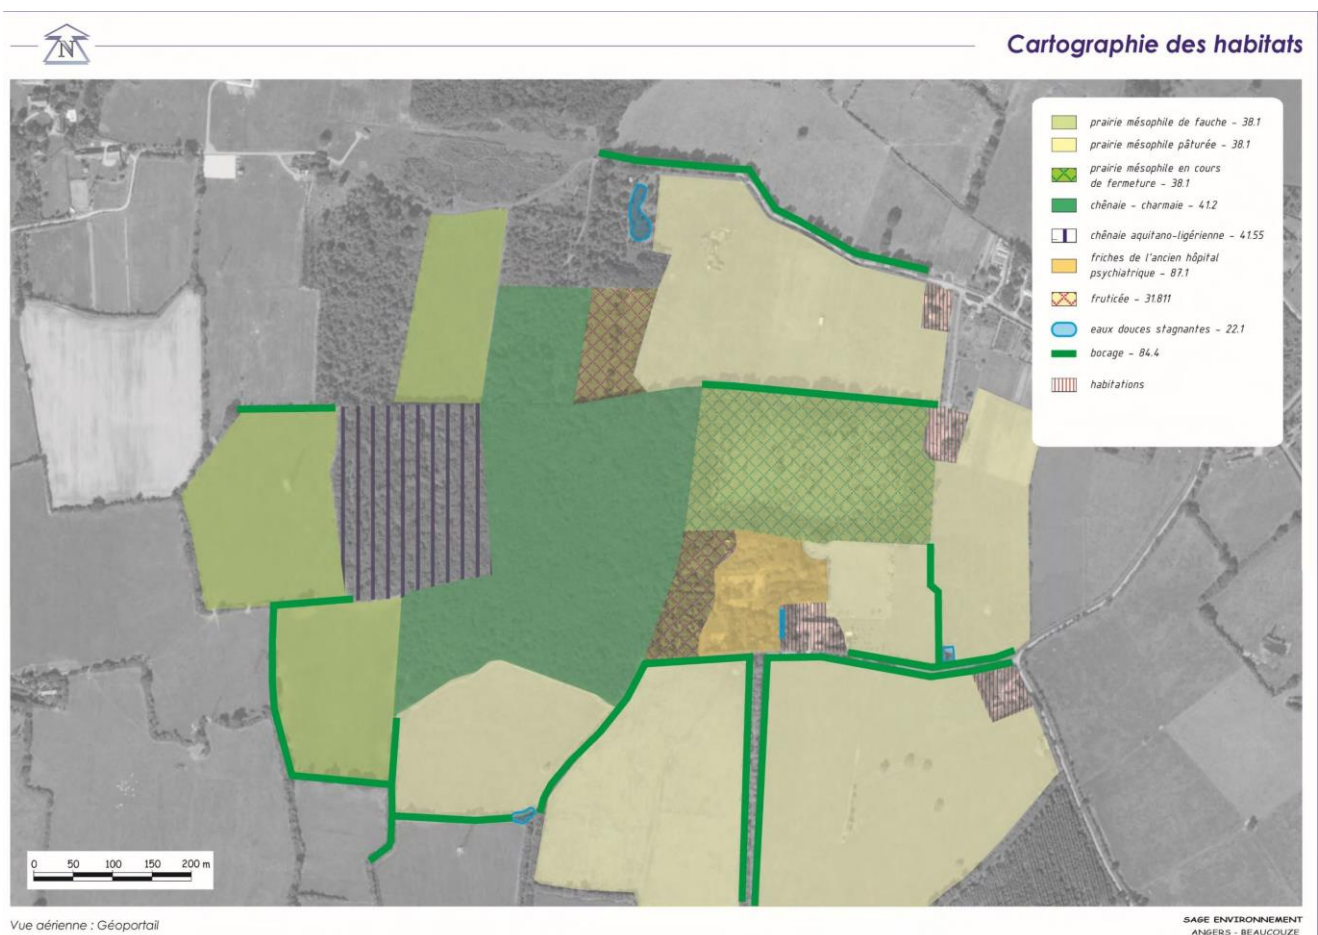 N
Cartographie des habitats
prairie mésophile de fauche - 38.1
prairie mésophile pâturée - 38.1
prairie mésophile en cours
de fermeture - 38.1
chênaie - charmaie - 41.2
chênaie aquitano-ligérienne - 41.55
friches de l'ancien hôpital
psychiatrique - 87.1
fruticée - 31.811
eaux douces stagnantes - 22.1
bocage - 84.4
habitations
0 50 100 150 200 m
Vue aérienne : Géoportail
SAGE ENVIRONNEMENT
ANGERS - BEAUCOUZE